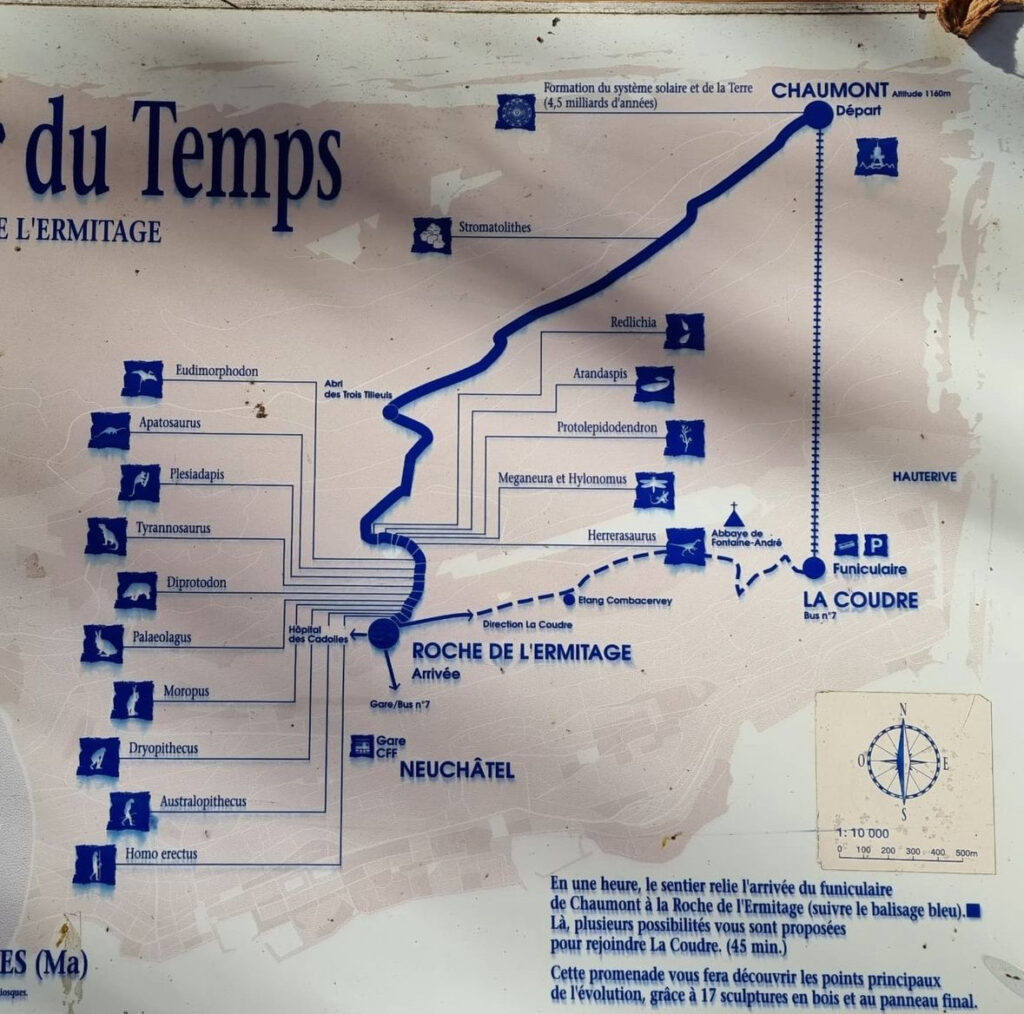 du Temps
E L'ERMITAGE
Formation du système solaire et de la Terre
(4,5 milliards d'années)
CHAUMONT Altitude 1160m
Départ
Stromatolithes
Redlichia
Arandaspis
Protolepidodendron
Meganeura et Hylonomus
Herrerasaurus
Abri
des Trois Tilleuls
Eudimorphodon
Apatosaurus
Plesiadapis
Tyrannosaurus
Diprotodon
Palaeolagus
Moropus
Dryopithecus
Australopithecus
Homo erectus
HAUTERIVE
Abbaye de
Fontaine-André
P
Funiculaire
LA COUDRE
Bus n°7
Etang Combacervey
Direction La Coudre
Hôpital
des Cadolles
ROCHE DE L'ERMITAGE
Arrivée
Gare/Bus n°7
Gare
CFF
NEUCHÂTEL
N
O
E
S
1: 10 000
0 100 200 300 400 500m
En une heure, le sentier relie l'arrivée du funiculaire
de Chaumont à la Roche de l'Ermitage (suivre le balisage bleu).
Là, plusieurs possibilités vous sont proposées
pour rejoindre La Coudre. (45 min.)
Cette promenade vous fera découvrir les points principaux
de l'évolution, grâce à 17 sculptures en bois et au panneau final.
ES (Ma)
iosques.